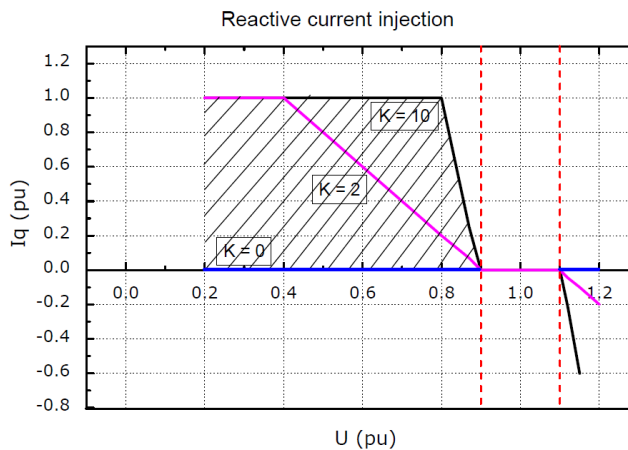 Reactive current injection
1.2
1.0
0.8
0.6
0.4
0.2
0.0
-0.2
-0.4
-0.6
-0.8
Iq (pu)
K = 10
K = 2
K = 0
0.0 0.2 0.4 0.6 0.8 1.0 1.2
U (pu)